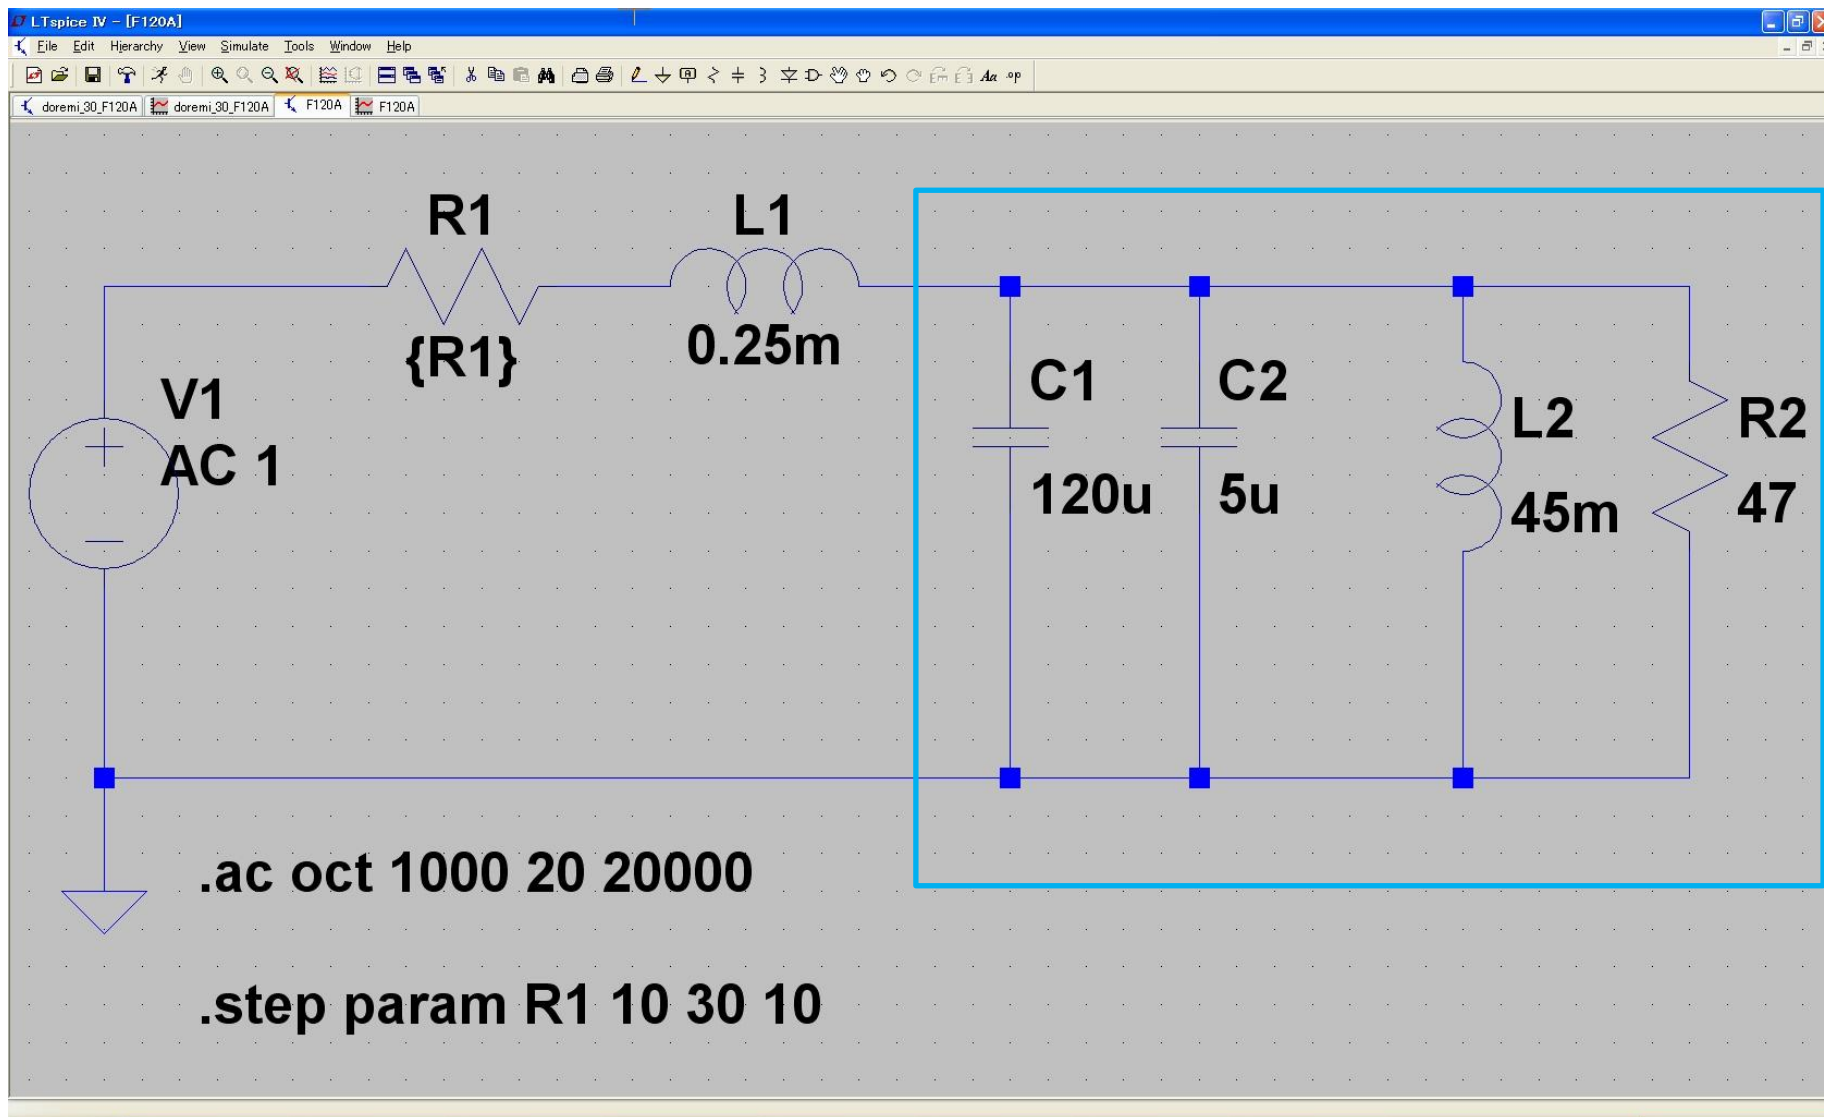 LTspice IV - [F120A]
File Edit Hierarchy View Simulate Tools Window Help
Aa .op
doremi_30_F120A doremi_30_F120A F120A F120A
R1
L1
{R1}
0.25m
V1
AC 1
C1
C2
L2
R2
120u
5u
45m
47
.ac oct 1000 20 20000
.step param R1 10 30 10